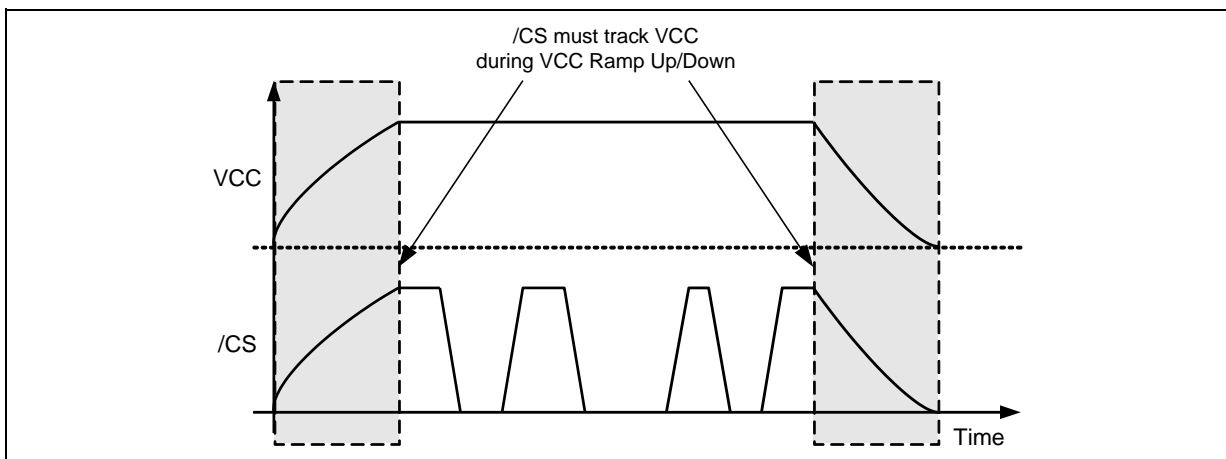 /CS must track VCC
during VCC Ramp Up/Down
VCC
/CS
Time